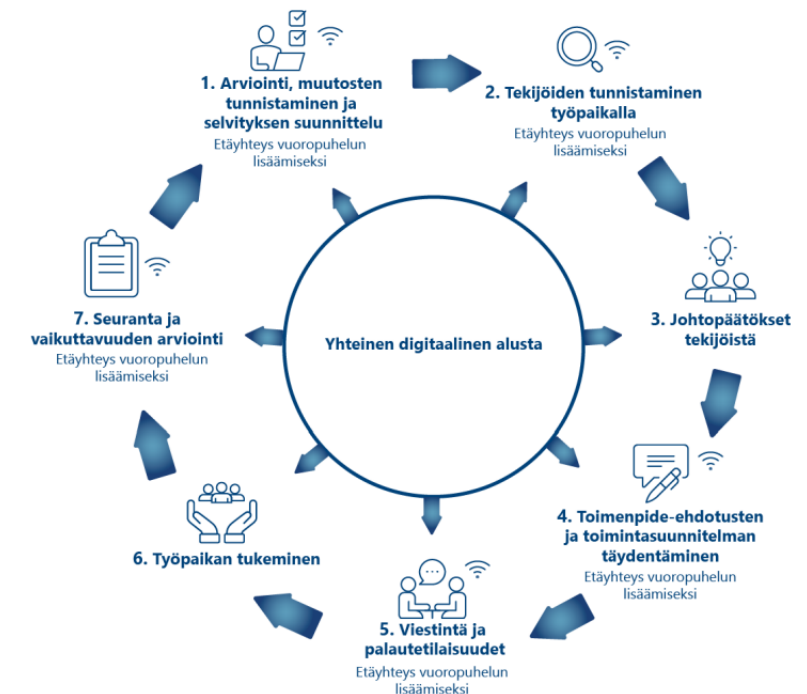 1. Arviointi, muutosten
tunnistaminen ja
selvityksen suunnittelu
Etäyhteys vuoropuhelun
lisäämiseksi
2. Tekijöiden tunnistaminen
työpaikalla
Etäyhteys vuoropuhelun
lisäämiseksi
3. Johtopäätökset
tekijöistä
4. Toimenpide-ehdotusten
ja toimintasuunnitelman
täydentäminen
Etäyhteys vuoropuhelun
lisäämiseksi
5. Viestintä ja
palautetilaisuudet
Etäyhteys vuoropuhelun
lisäämiseksi
6. Työpaikan tukeminen
7. Seuranta ja
vaikuttavuuden arviointi
Etäyhteys vuoropuhelun
lisäämiseksi
Yhteinen digitaalinen alusta